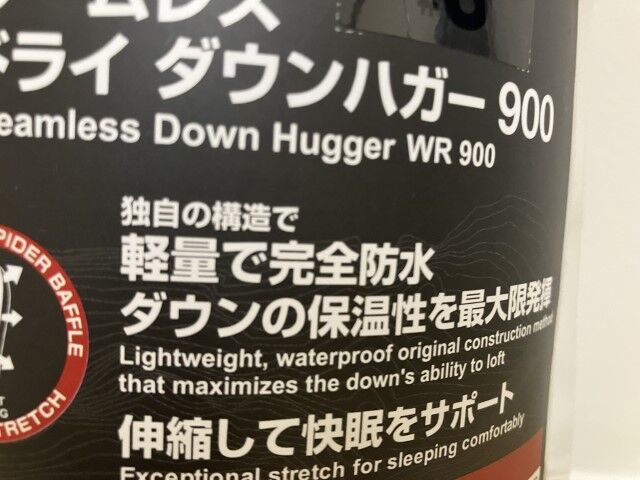 ームレス
ドライ ダウンハガー 900
eamless Down Hugger WR 900
独自の構造で
軽量で完全防水
ダウンの保温性を最大限発揮
Lightweight, waterproof original construction method
that maximizes the down's ability to loft
伸縮して快眠をサポート
Exceptional stretch for sleeping comfortably
PIDER BAFFLE
TRETCH